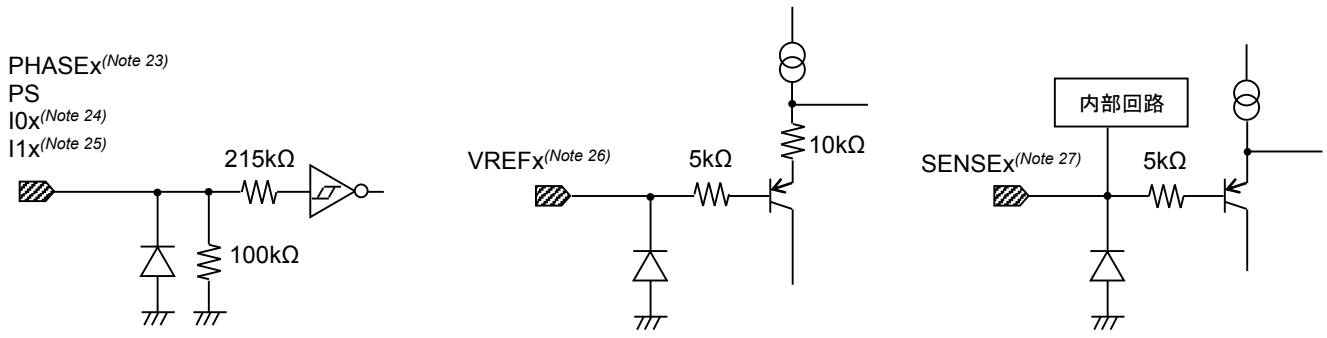 PHASEx(Note 23)
PS
I0x(Note 24)
I1x(Note 25)
215kΩ
100kΩ
VREFx(Note 26)
5kΩ
10kΩ
内部回路
SENSEx(Note 27)
5kΩ